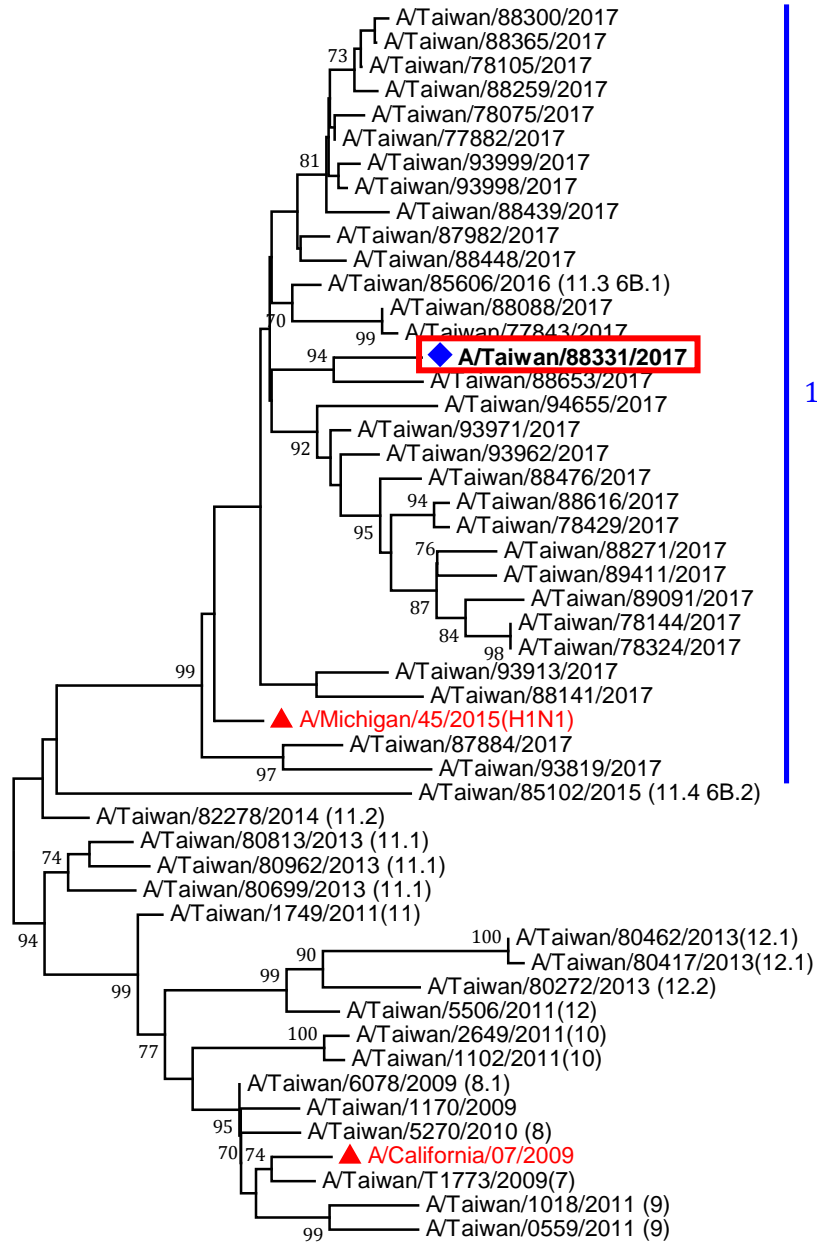 A/Taiwan/88300/2017
A/Taiwan/88365/2017
73
A/Taiwan/78105/2017
A/Taiwan/88259/2017
A/Taiwan/78075/2017
A/Taiwan/77882/2017
81
A/Taiwan/93999/2017
A/Taiwan/93998/2017
A/Taiwan/88439/2017
A/Taiwan/87982/2017
A/Taiwan/88448/2017
A/Taiwan/85606/2016 (11.3 6B.1)
A/Taiwan/88088/2017
70
99
A/Taiwan/77843/2017
94
A/Taiwan/88331/2017
A/Taiwan/88653/2017
1
A/Taiwan/94655/2017
92
A/Taiwan/93971/2017
A/Taiwan/93962/2017
A/Taiwan/88476/2017
94
A/Taiwan/88616/2017
95
A/Taiwan/78429/2017
76
A/Taiwan/88271/2017
A/Taiwan/89411/2017
87
A/Taiwan/89091/2017
84
A/Taiwan/78144/2017
98
A/Taiwan/78324/2017
99
A/Taiwan/93913/2017
A/Taiwan/88141/2017
A/Michigan/45/2015(H1N1)
A/Taiwan/87884/2017
97
A/Taiwan/93819/2017
A/Taiwan/85102/2015 (11.4 6B.2)
A/Taiwan/82278/2014 (11.2)
A/Taiwan/80813/2013 (11.1)
74
A/Taiwan/80962/2013 (11.1)
A/Taiwan/80699/2013 (11.1)
A/Taiwan/1749/2011(11)
94
100
A/Taiwan/80462/2013(12.1)
90
A/Taiwan/80417/2013(12.1)
99
99
A/Taiwan/80272/2013 (12.2)
A/Taiwan/5506/2011(12)
77
100
A/Taiwan/2649/2011(10)
A/Taiwan/1102/2011(10)
A/Taiwan/6078/2009 (8.1)
A/Taiwan/1170/2009
95
A/Taiwan/5270/2010 (8)
70
74
A/California/07/2009
A/Taiwan/T1773/2009(7)
A/Taiwan/1018/2011 (9)
99
A/Taiwan/0559/2011 (9)